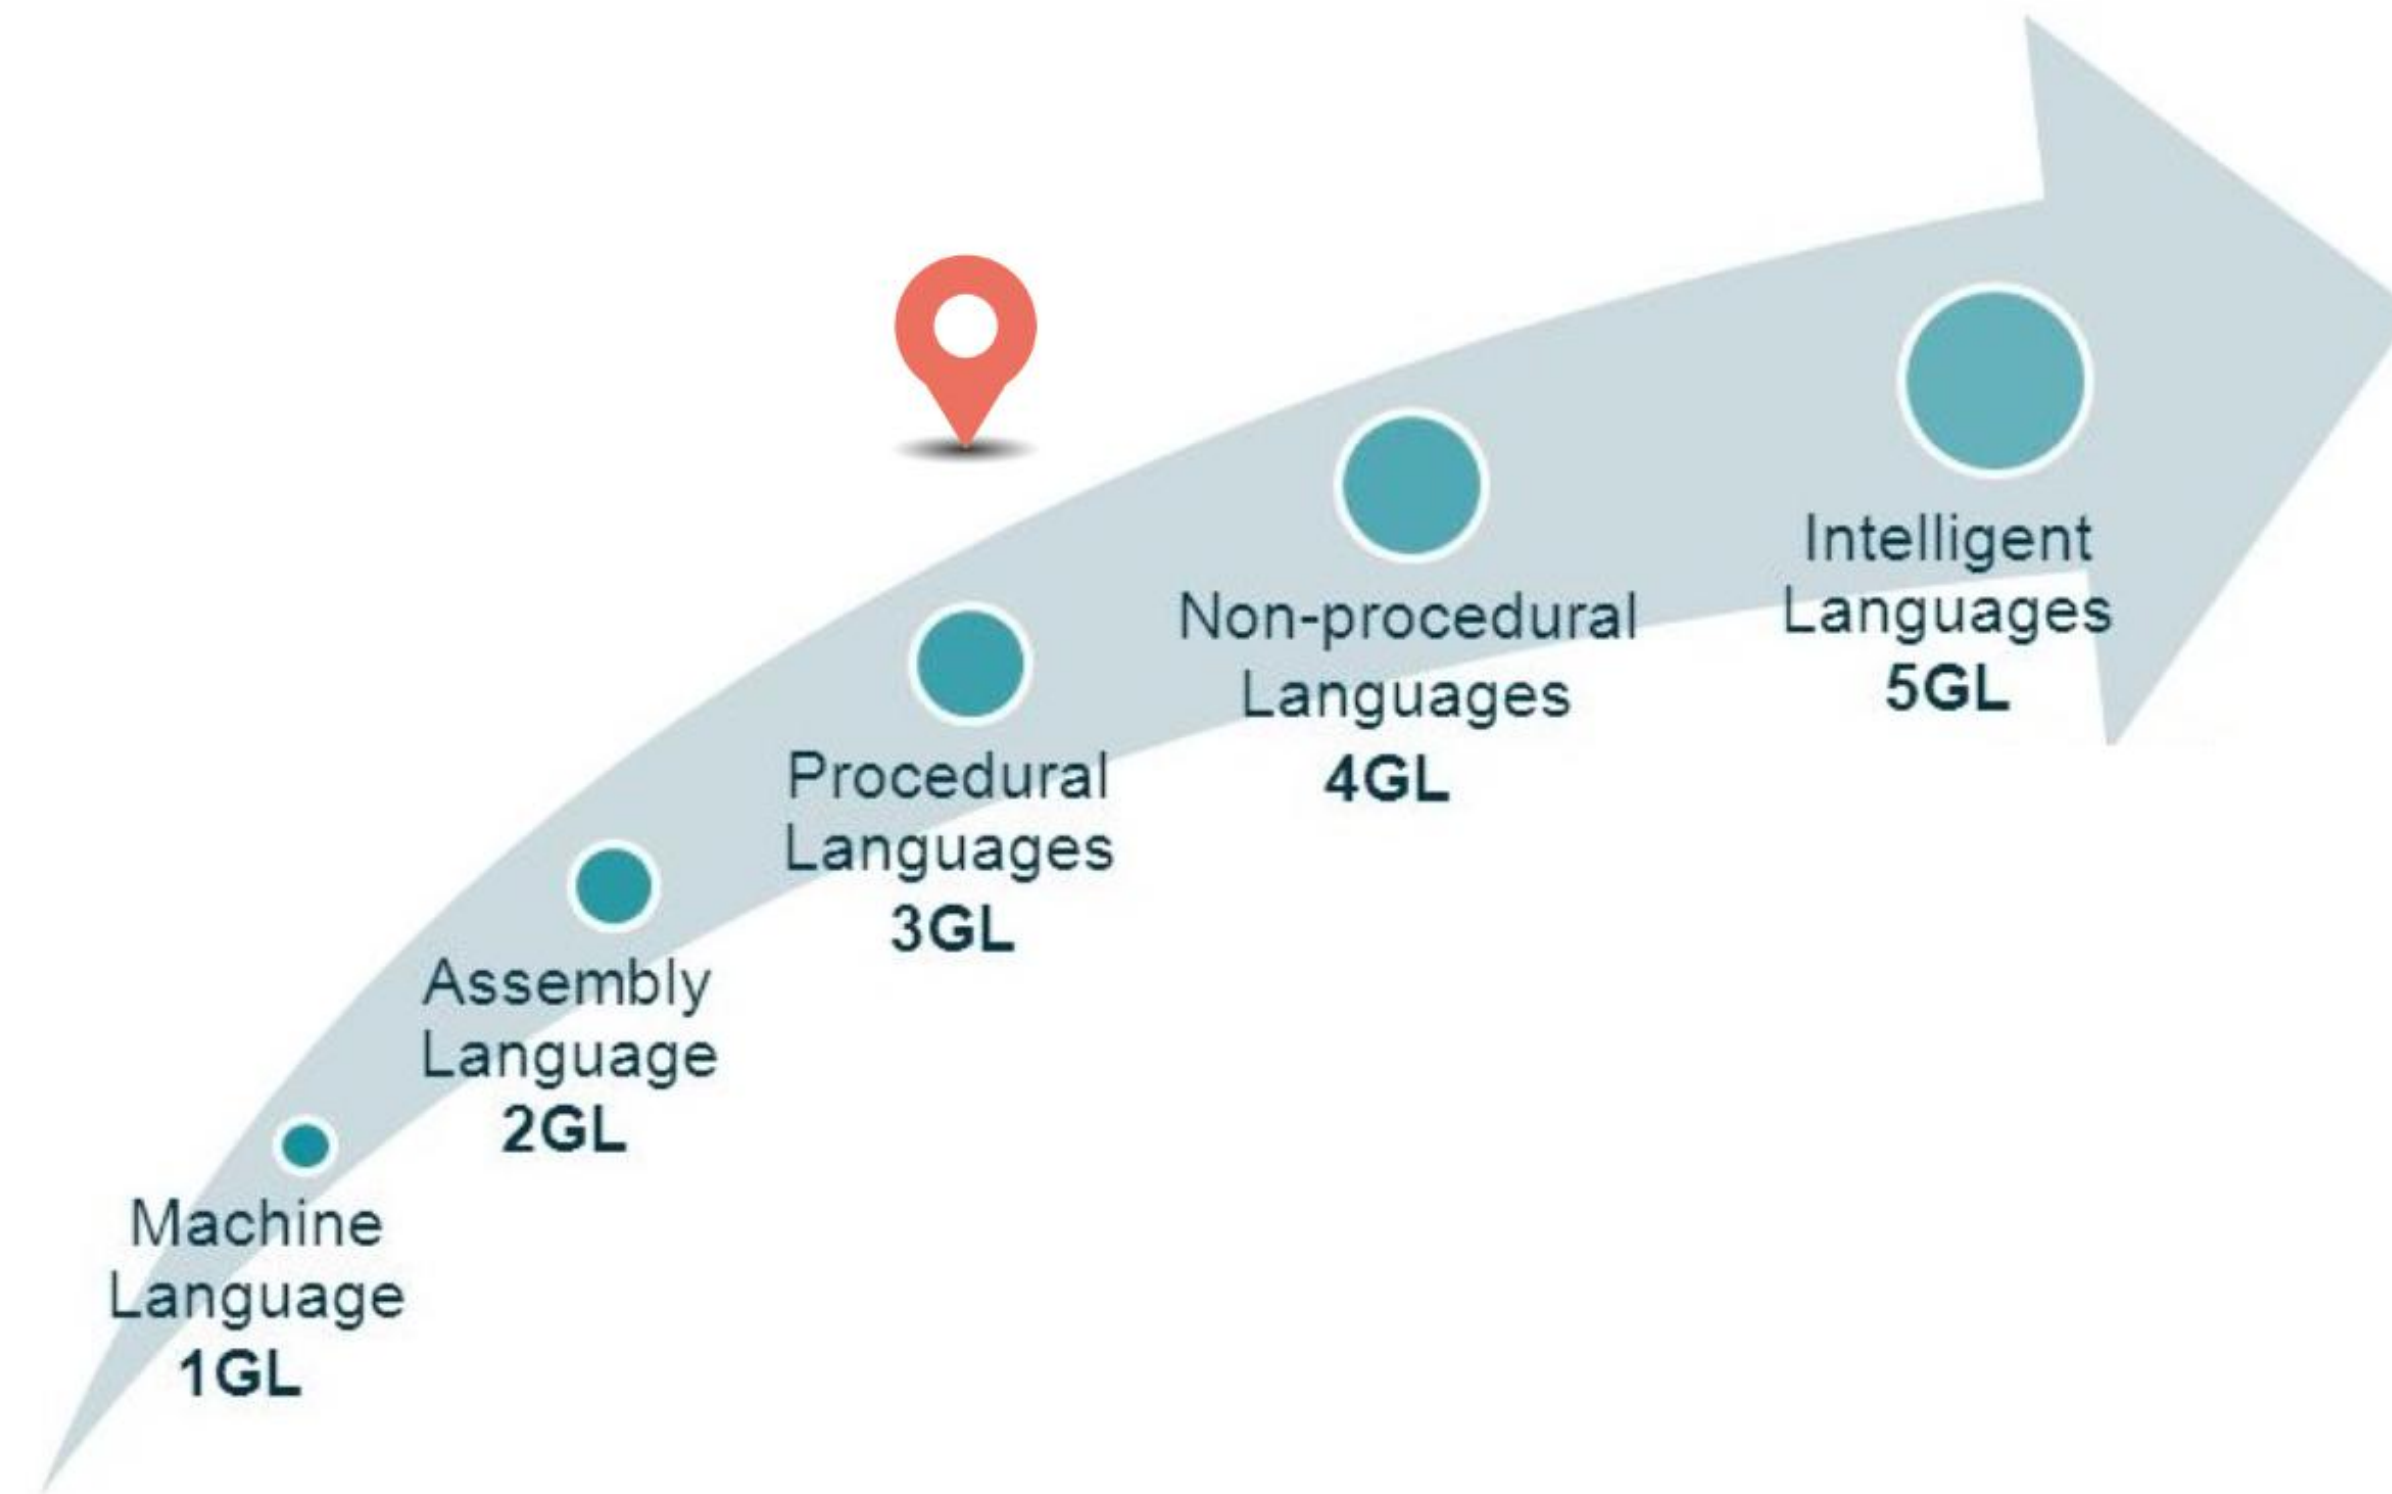 Machine
Language
1GL
Assembly
Language
2GL
Procedural
Languages
3GL
Non-procedural
Languages
4GL
Intelligent
Languages
5GL